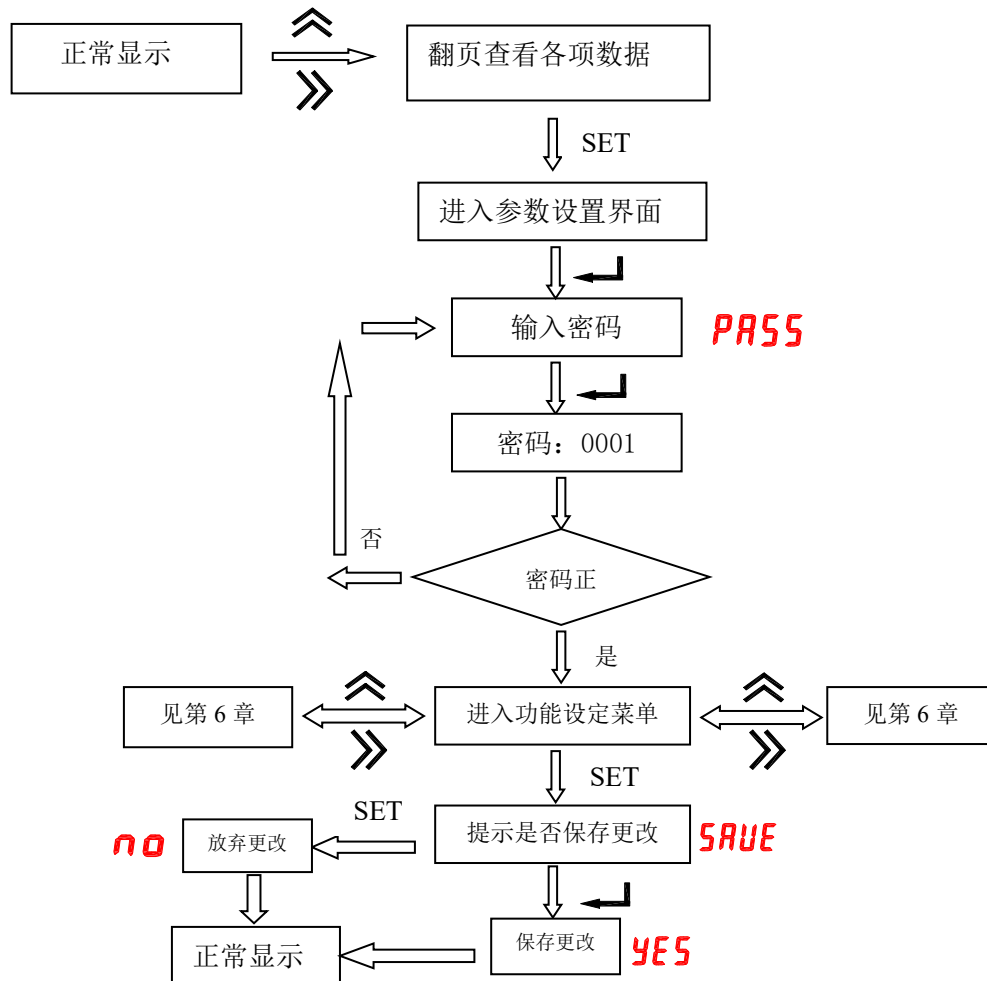 正常显示
翻页查看各项数据
SET
进入参数设置界面
输入密码
PASS
密码：0001
否
密码正
是
见第 6 章
进入功能设定菜单
见第 6 章
SET
SET
no
放弃更改
提示是否保存更改
SAVE
正常显示
保存更改
YES